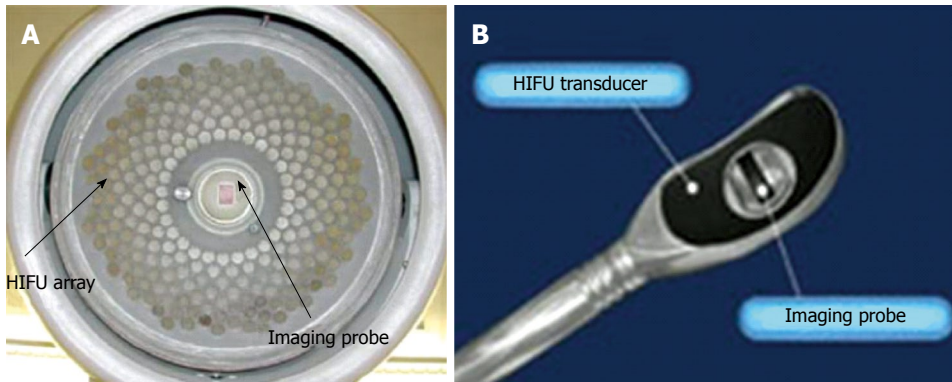 A
HIFU array
Imaging probe
B
HIFU transducer
Imaging probe